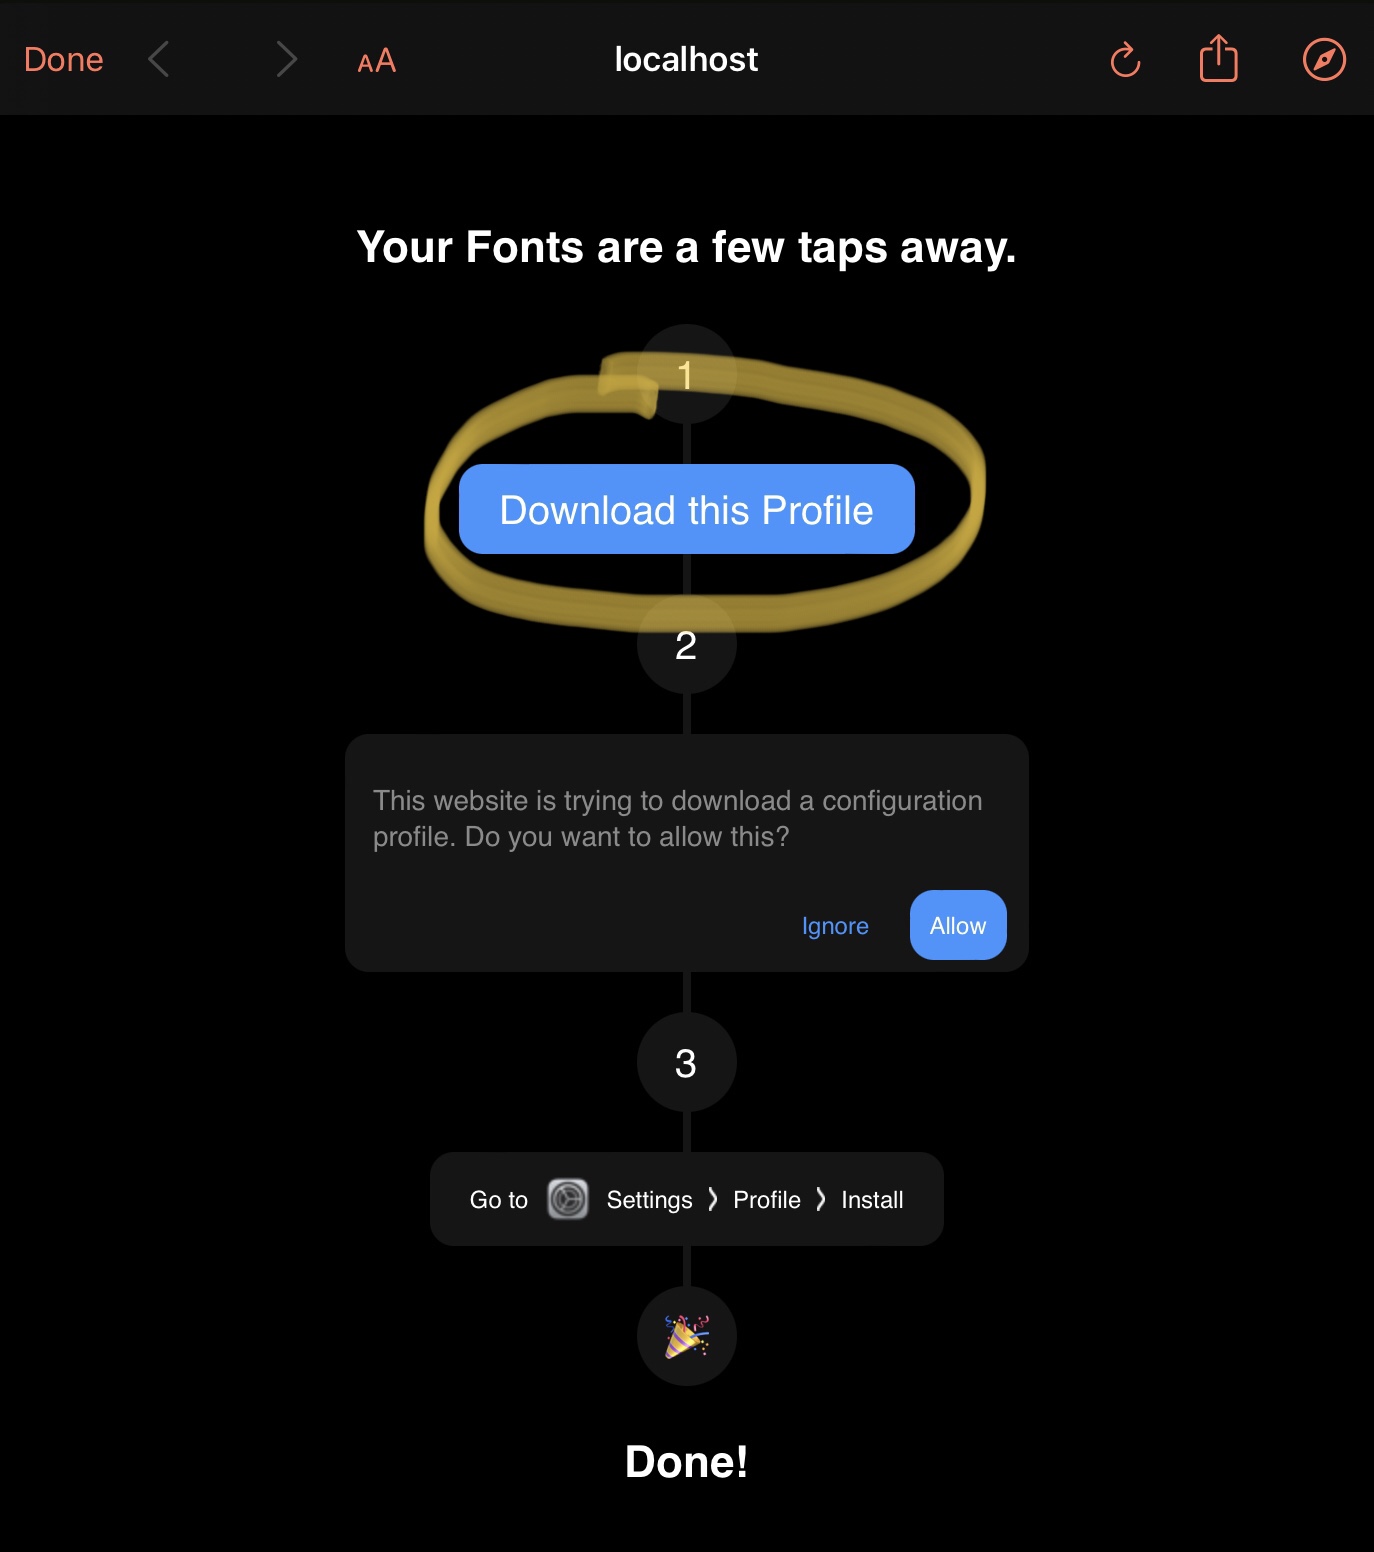 Done AA localhost
Your Fonts are a few taps away.
1
Download this Profile
2
This website is trying to download a configuration
profile. Do you want to allow this?
Ignore Allow
3
Go to Settings > Profile > Install
Done!